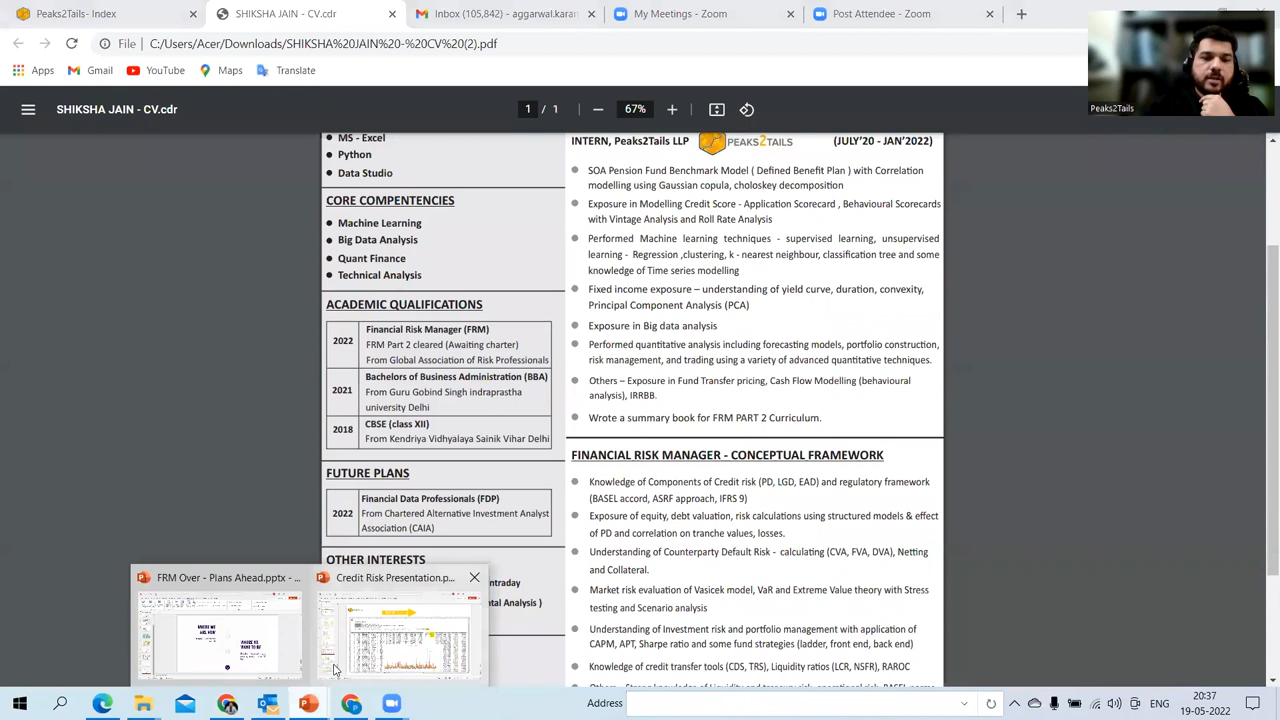 Peaks2Tails- Index
SHIKSHA JAIN - CV.cdr
Inbox (105,842) - aggarwal.karan
My Meetings - Zoom
Post Attendee - Zoom
File
C:/Users/Acer/Downloads/SHIKSHA%20JAIN%20-%20CV%20(2).pdf
Apps
Gmail
YouTube
Maps
Translate
Peaks2Tails
SHIKSHA JAIN - CV.cdr
1 / 1
67%
MS - Excel
Python
Data Studio
CORE COMPETENCIES
Machine Learning
Big Data Analysis
Quant Finance
Technical Analysis
ACADEMIC QUALIFICATIONS
2022
Financial Risk Manager (FRM)
FRM Part 2 cleared (Awaiting charter)
From Global Association of Risk Professionals
2021
Bachelors of Business Administration (BBA)
From Guru Gobind Singh indraprastha
university Delhi
2018
CBSE (class XII)
From Kendriya Vidhyalaya Sainik Vihar Delhi
FUTURE PLANS
2022
Financial Data Professionals (FDP)
From Chartered Alternative Investment Analyst
Association (CAIA)
OTHER INTERESTS
ntraday
tal Analysis )
INTERN, Peaks2Tails LLP
PEAKS2TAILS
(JULY'20 - JAN'2022)
SOA Pension Fund Benchmark Model ( Defined Benefit Plan ) with Correlation
modelling using Gaussian copula, choloskey decomposition
Exposure in Modelling Credit Score - Application Scorecard , Behavioural Scorecards
with Vintage Analysis and Roll Rate Analysis
Performed Machine learning techniques - supervised learning, unsupervised
learning - Regression ,clustering, k - nearest neighbour, classification tree and some
knowledge of Time series modelling
Fixed income exposure – understanding of yield curve, duration, convexity,
Principal Component Analysis (PCA)
Exposure in Big data analysis
Performed quantitative analysis including forecasting models, portfolio construction,
risk management, and trading using a variety of advanced quantitative techniques.
Others – Exposure in Fund Transfer pricing, Cash Flow Modelling (behavioural
analysis), IRRBB.
Wrote a summary book for FRM PART 2 Curriculum.
FINANCIAL RISK MANAGER - CONCEPTUAL FRAMEWORK
Knowledge of Components of Credit risk (PD, LGD, EAD) and regulatory framework
(BASEL accord, ASRF approach, IFRS 9)
Exposure of equity, debt valuation, risk calculations using structured models & effect
of PD and correlation on tranche values, losses.
Understanding of Counterparty Default Risk - calculating (CVA, FVA, DVA), Netting
and Collateral.
Market risk evaluation of Vasicek model, VaR and Extreme Value theory with Stress
testing and Scenario analysis
Understanding of Investment risk and portfolio management with application of
CAPM, APT, Sharpe ratio and some fund strategies (ladder, front end, back end)
Knowledge of credit transfer tools (CDS, TRS), Liquidity ratios (LCR, NSFR), RAROC
FRM Over - Plans Ahead.pptx - ...
Credit Risk Presentation.p...
Address
ENG
20:37
19-05-2022